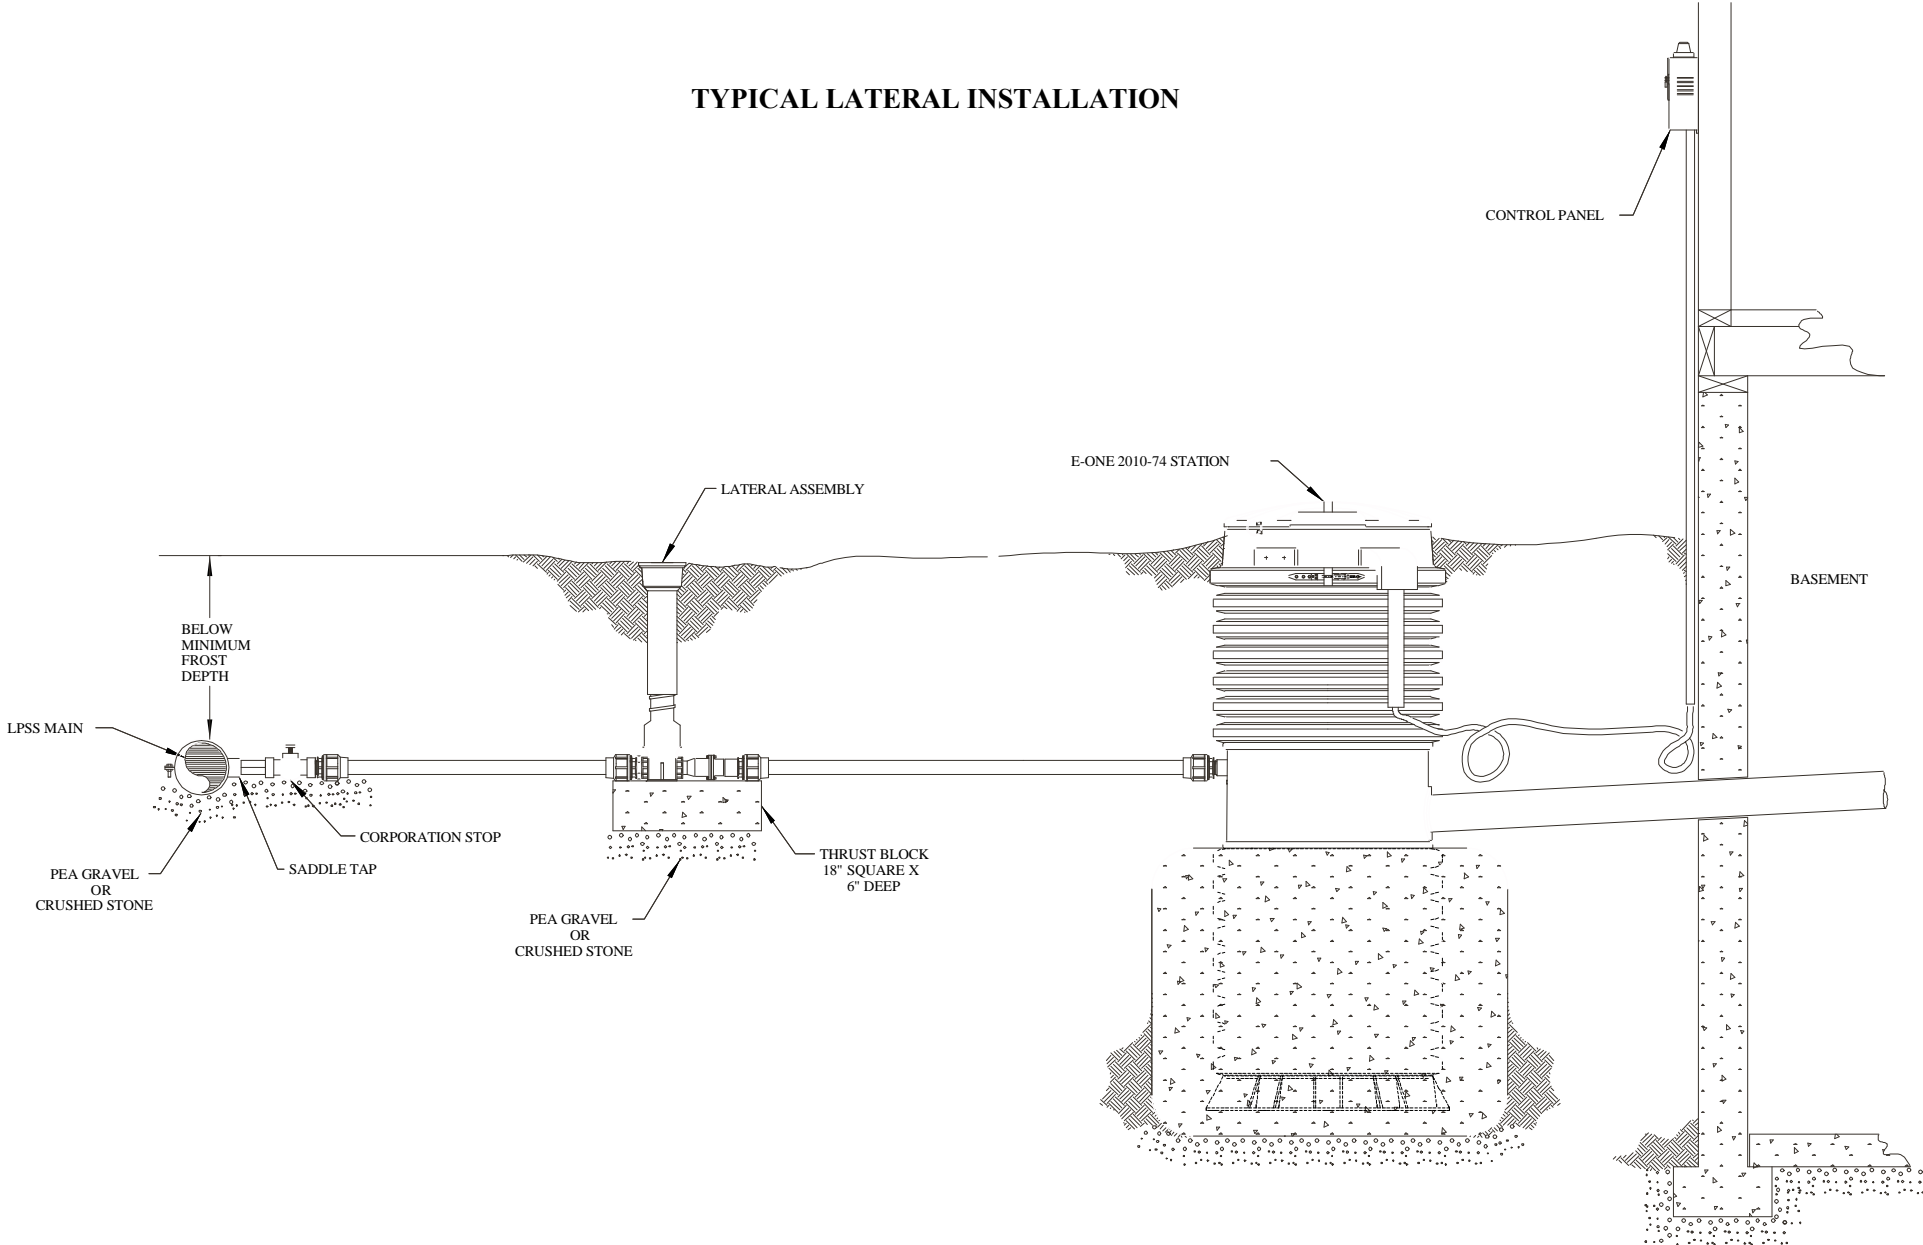 TYPICAL LATERAL INSTALLATION
CONTROL PANEL
E-ONE 2010-74 STATION
LATERAL ASSEMBLY
BASEMENT
BELOW
MINIMUM
FROST
DEPTH
LPSS MAIN
CORPORATION STOP
SADDLE TAP
PEA GRAVEL
OR
CRUSHED STONE
THRUST BLOCK
18" SQUARE X
6" DEEP
PEA GRAVEL
OR
CRUSHED STONE